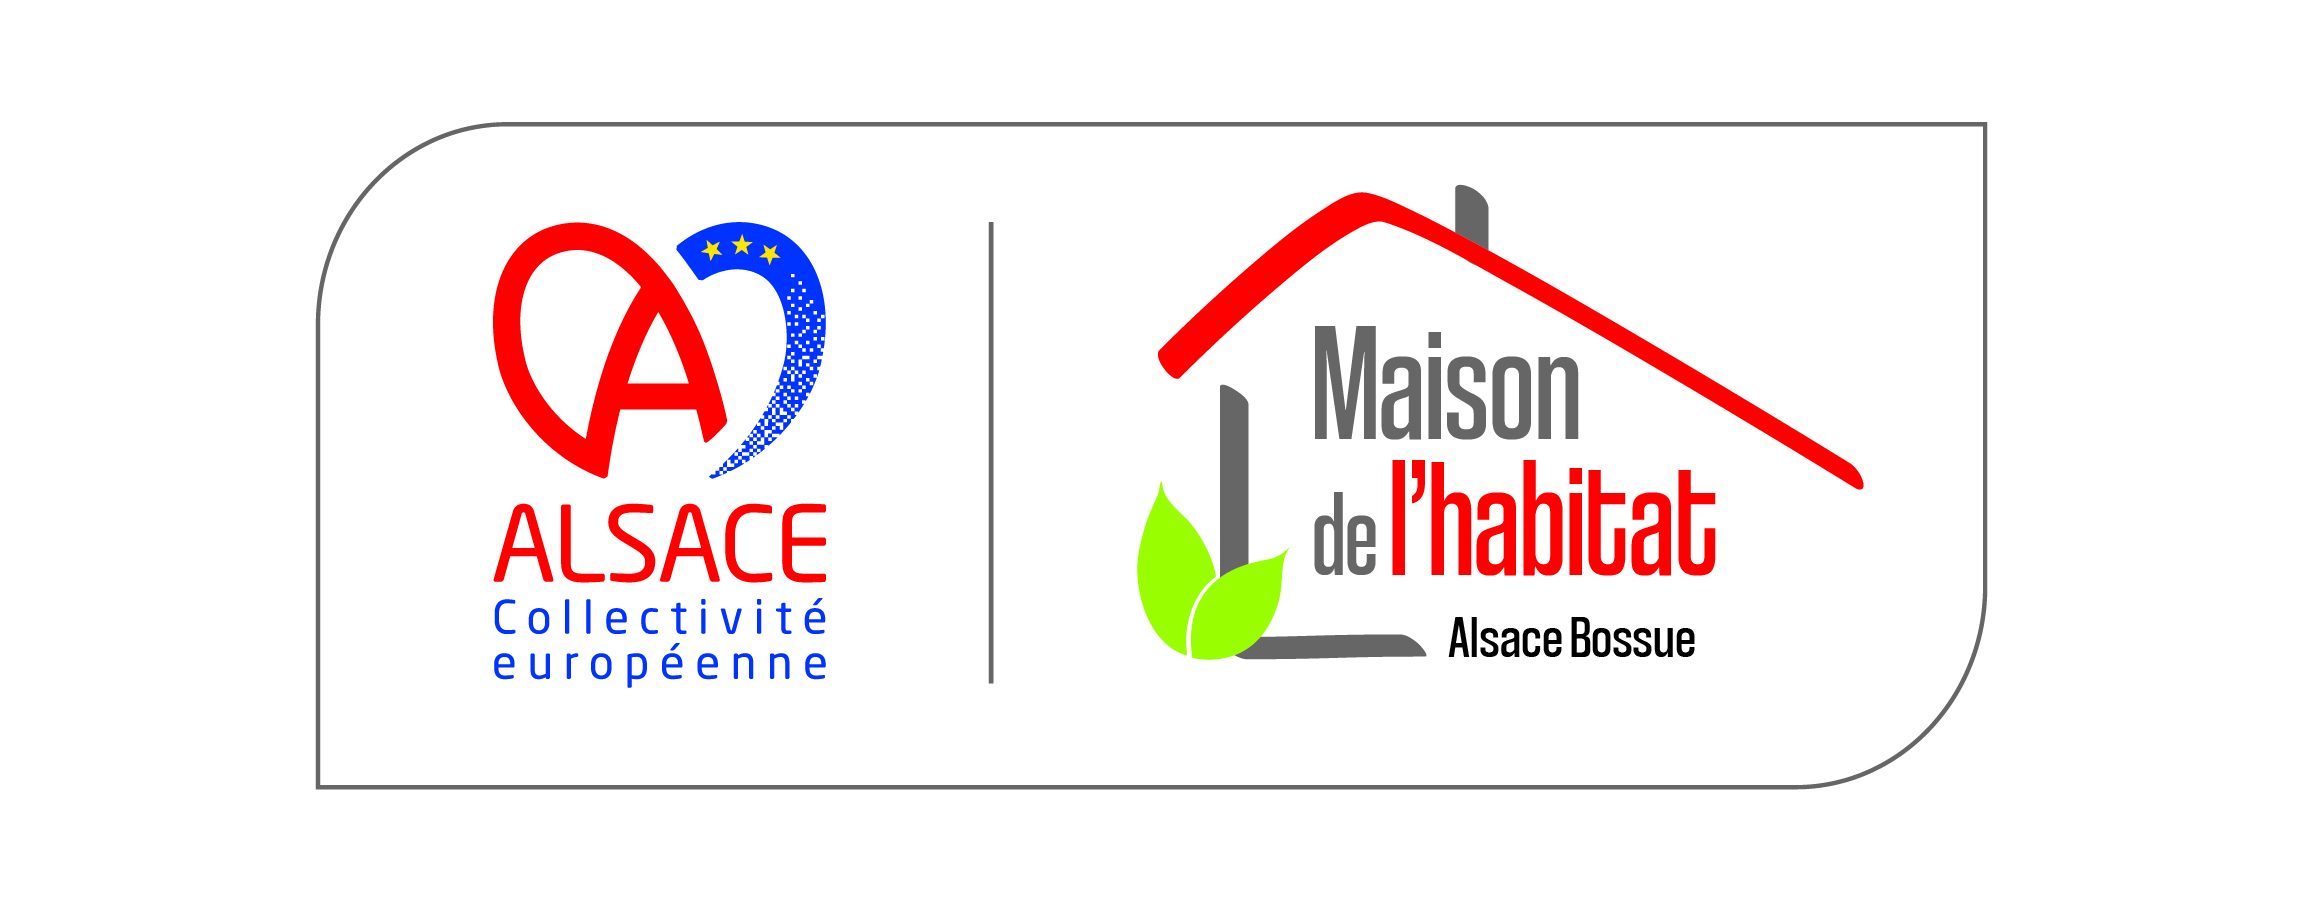 ALSACE
Collectivité
européenne
Maison
de l'habitat
Alsace Bossue